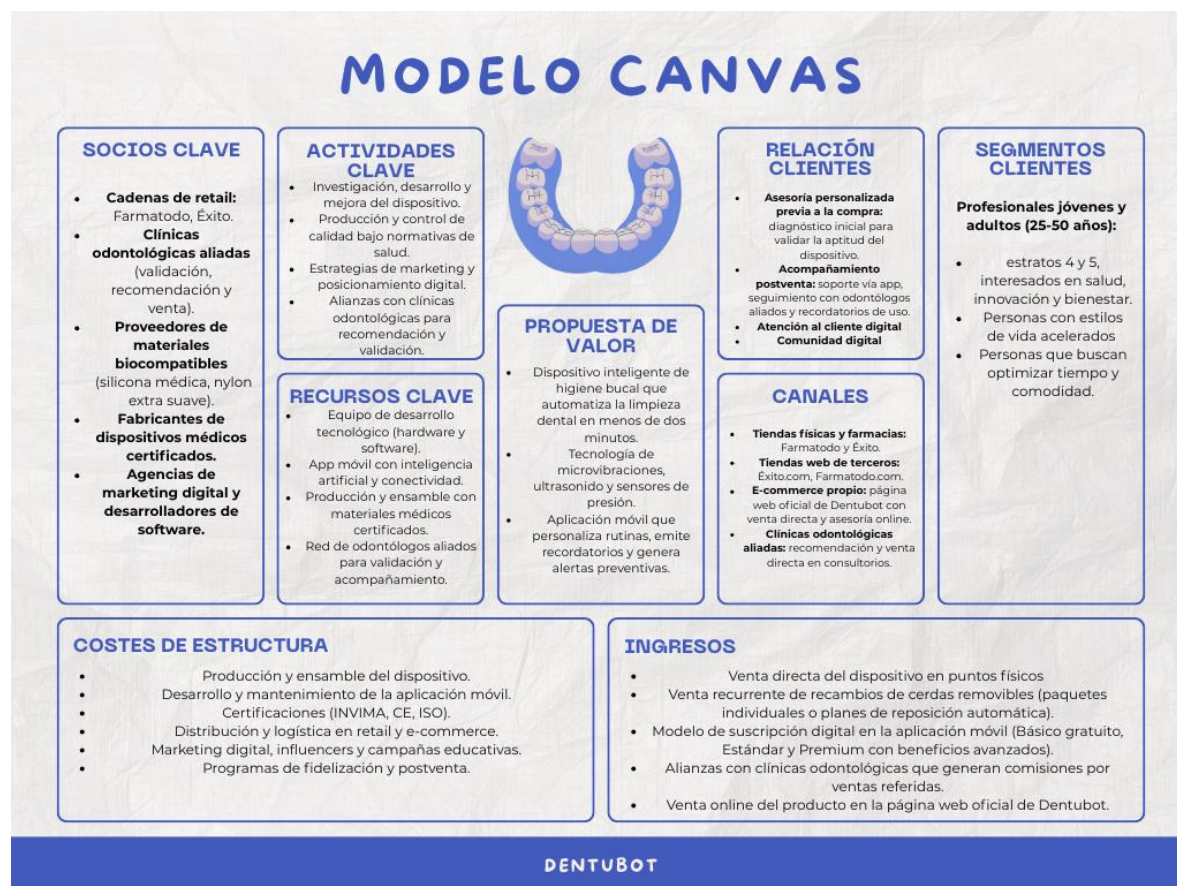 MODELO CANVAS
SOCIOS CLAVE
• Cadenas de retail:
Farmatodo, Éxito.
• Clínicas
odontológicas aliadas
(validación,
recomendación y
venta).
• Proveedores de
materiales
biocompatibles
(silicona médica, nylon
extra suave).
• Fabricantes de
dispositivos médicos
certificados.
• Agencias de
marketing digital y
desarrolladores de
software.
ACTIVIDADES
CLAVE
• Investigación, desarrollo y
mejora del dispositivo.
• Producción y control de
calidad bajo normativas de
salud.
• Estrategias de marketing y
posicionamiento digital.
• Alianzas con clínicas
odontológicas para
recomendación y
validación.
RECURSOS CLAVE
• Equipo de desarrollo
tecnológico (hardware y
software).
• App móvil con inteligencia
artificial y conectividad.
• Producción y ensamble con
materiales médicos
certificados.
• Red de odontólogos aliados
para validación y
acompañamiento.
PROPUESTA DE
VALOR
• Dispositivo inteligente de
higiene bucal que
automatiza la limpieza
dental en menos de dos
minutos.
• Tecnología de
microvibraciones,
ultrasonido y sensores de
presión.
• Aplicación móvil que
personaliza rutinas, emite
recordatorios y genera
alertas preventivas.
RELACIÓN
CLIENTES
• Asesoría personalizada
previa a la compra:
diagnóstico inicial para
validar la aptitud del
dispositivo.
• Acompañamiento
postventa: soporte vía app,
seguimiento con odontólogos
aliados y recordatorios de uso.
• Atención al cliente digital
• Comunidad digital
CANALES
• Tiendas físicas y farmacias:
Farmatodo y Éxito.
• Tiendas web de terceros:
Éxito.com, Farmatodo.com.
• E-commerce propio: página
web oficial de Dentubot con
venta directa y asesoría online.
• Clínicas odontológicas
aliadas: recomendación y venta
directa en consultorios.
SEGMENTOS
CLIENTES
Profesionales jóvenes y
adultos (25-50 años):
• estratos 4 y 5,
interesados en salud,
innovación y bienestar.
• Personas con estilos
de vida acelerados
• Personas que buscan
optimizar tiempo y
comodidad.
COSTES DE ESTRUCTURA
• Producción y ensamble del dispositivo.
• Desarrollo y mantenimiento de la aplicación móvil.
• Certificaciones (INVIMA, CE, ISO).
• Distribución y logística en retail y e-commerce.
• Marketing digital, influencers y campañas educativas.
• Programas de fidelización y postventa.
INGRESOS
• Venta directa del dispositivo en puntos físicos
• Venta recurrente de recambios de cerdas removibles (paquetes
individuales o planes de reposición automática).
• Modelo de suscripción digital en la aplicación móvil (Básico gratuito,
Estándar y Premium con beneficios avanzados).
• Alianzas con clínicas odontológicas que generan comisiones por
ventas referidas.
• Venta online del producto en la página web oficial de Dentubot.
DENTUBOT